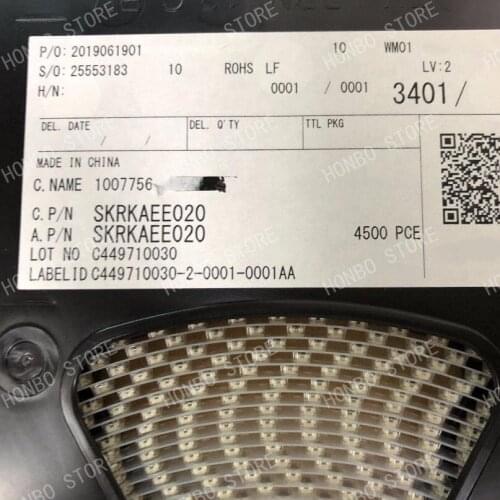 P/O: 2019061901 10 WM01
S/O: 25553183 10 ROHS LF LV:2
H/N: 0001 / 0001 3401/
DEL. DATE DEL. Q'TY TTL PKG
/ /
MADE IN CHINA
C.NAME 1007756
C.P/N SKRKAEE020
A.P/N SKRKAEE020 4500 PCE
LOT NO C449710030
LABELID C449710030-2-0001-0001AA
HONBO STORE